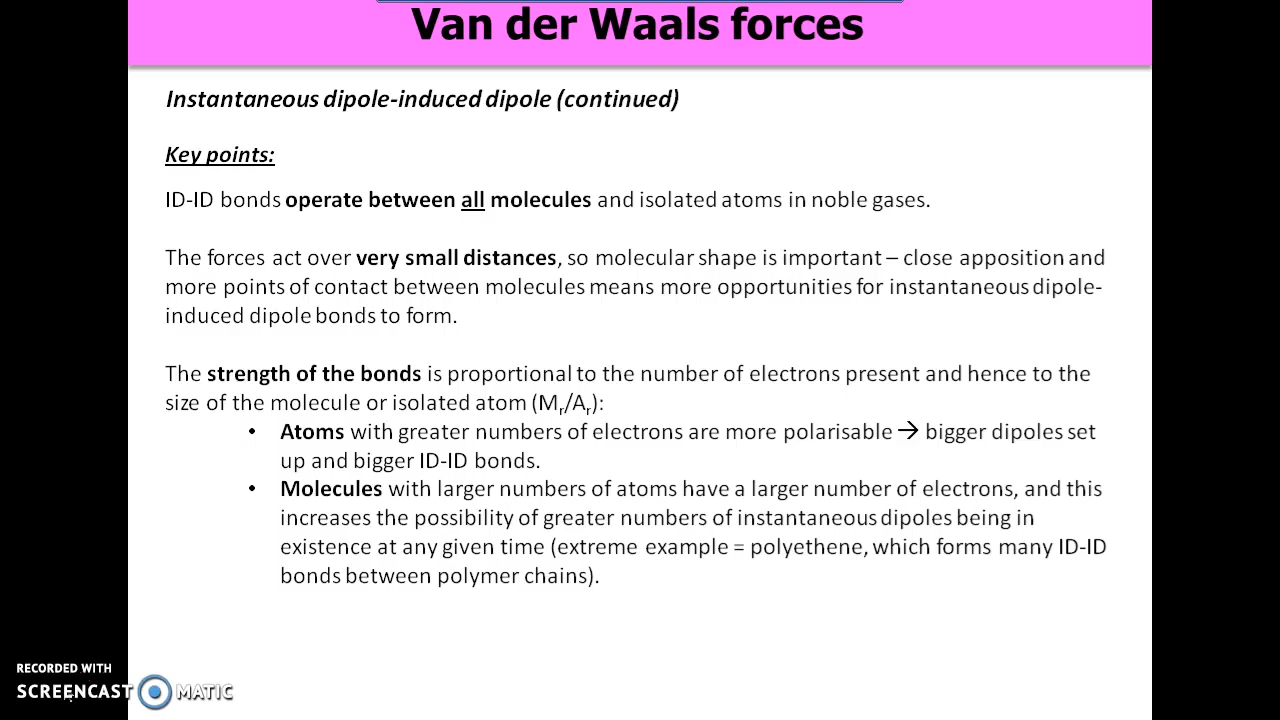 Van der Waals forces
Instantaneous dipole-induced dipole (continued)
Key points:
ID-ID bonds operate between all molecules and isolated atoms in noble gases.
The forces act over very small distances, so molecular shape is important – close apposition and
more points of contact between molecules means more opportunities for instantaneous dipole-
induced dipole bonds to form.
The strength of the bonds is proportional to the number of electrons present and hence to the
size of the molecule or isolated atom (Mr/Ar):
• Atoms with greater numbers of electrons are more polarisable → bigger dipoles set
up and bigger ID-ID bonds.
• Molecules with larger numbers of atoms have a larger number of electrons, and this
increases the possibility of greater numbers of instantaneous dipoles being in
existence at any given time (extreme example = polyethene, which forms many ID-ID
bonds between polymer chains).
RECORDED WITH
SCREENCAST MATIC